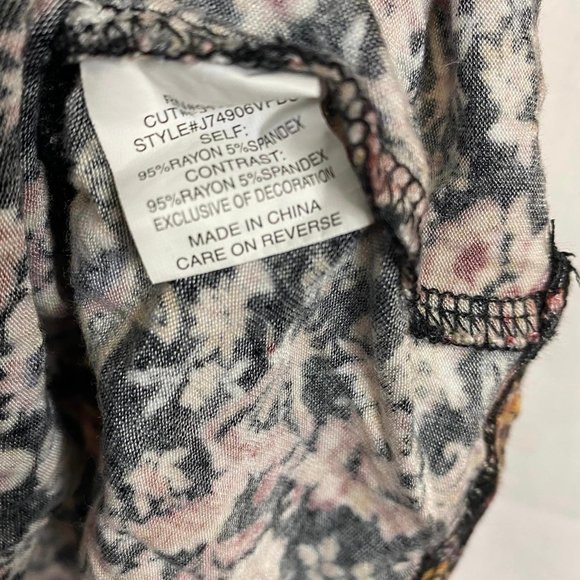 STYLE#J74906VPB
SELF:
95%RAYON 5%SPANDEX
CONTRAST:
95%RAYON 5%SPANDEX
EXCLUSIVE OF DECORATION
MADE IN CHINA
CARE ON REVERSE